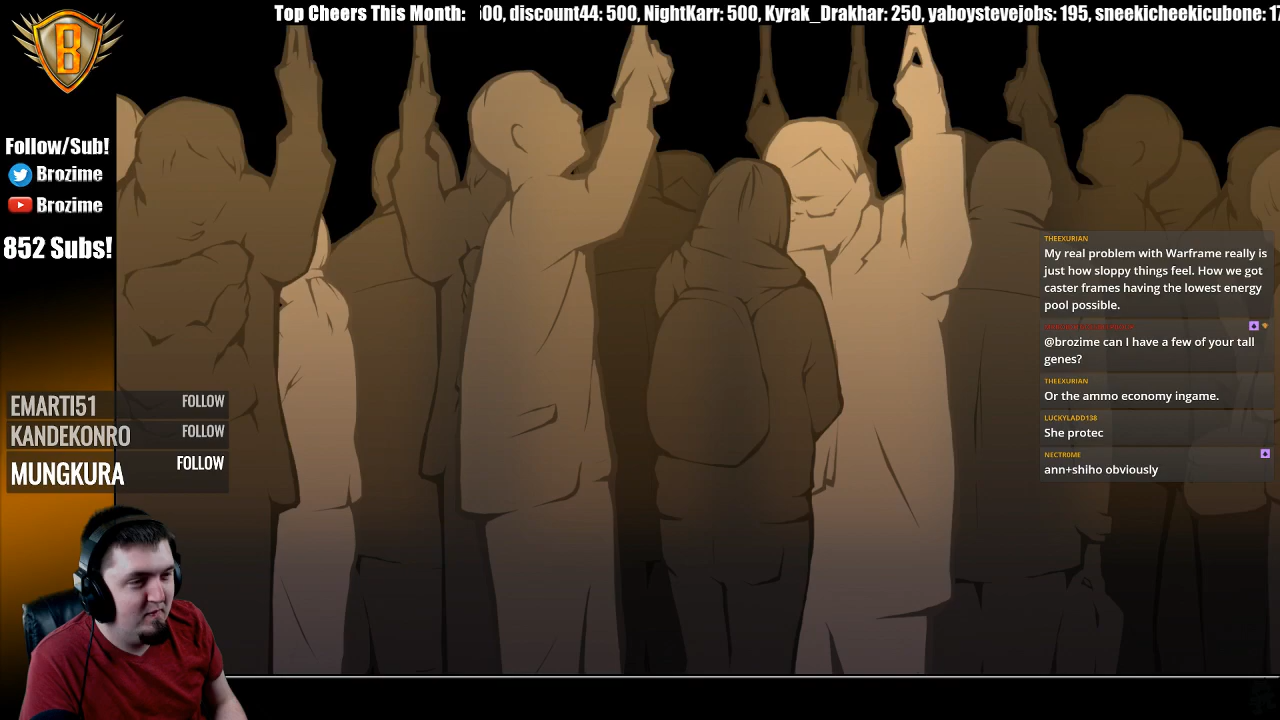 Top Cheers This Month: 500, discount44: 500, NightKarr: 500, Kyrak_Drakhar: 250, yaboystevejobs: 195, sneekicheekicubone:
B
Follow/Sub!
Brozime
Brozime
852 Subs!
EMARTI51 FOLLOW
KANDEKONRO FOLLOW
MUNGKURA FOLLOW
THEEXURIAN
My real problem with Warframe really is
just how sloppy things feel. How we got
caster frames having the lowest energy
pool possible.
@brozime can I have a few of your tall
genes?
THEEXURIAN
Or the ammo economy ingame.
LUCKYLADD138
She protec
NECTR0ME
ann+shiho obviously